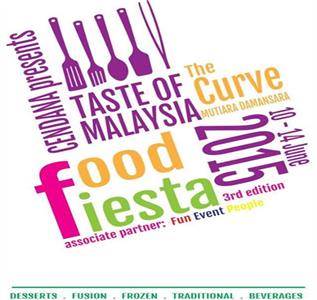 CENDANA presents
TASTE OF
MALAYSIA
The
Curve
MUTIARA DAMANSARA
10 - 14 June
2015
food
fiesta
3rd edition
associate partner: Fun Event People
DESSERTS . FUSION . FROZEN . TRADITIONAL . BEVERAGES